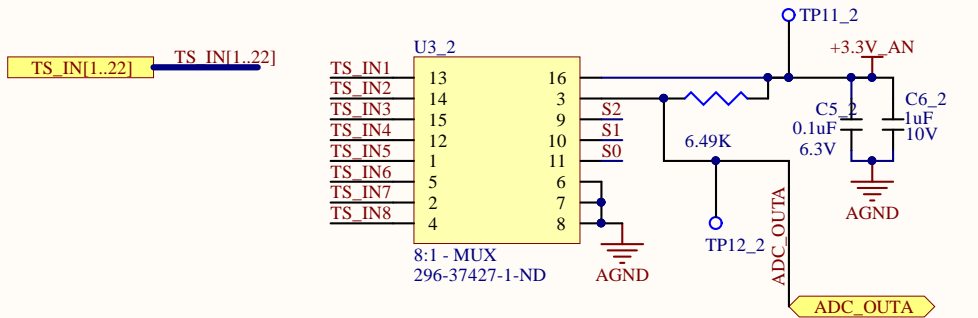 TS_IN[1..22]
TS_IN[1..22]
U3_2
TS_IN1 13 16
TS_IN2 14 3
TS_IN3 15 9 S2
TS_IN4 12 10 S1
TS_IN5 1 11 S0
TS_IN6 5 6
TS_IN7 2 7
TS_IN8 4 8
8:1 - MUX
296-37427-1-ND
AGND
6.49K
TP11_2
TP12_2
+3.3V_AN
C5_2
0.1uF
6.3V
C6_2
1uF
10V
AGND
ADC_OUTA
ADC_OUTA